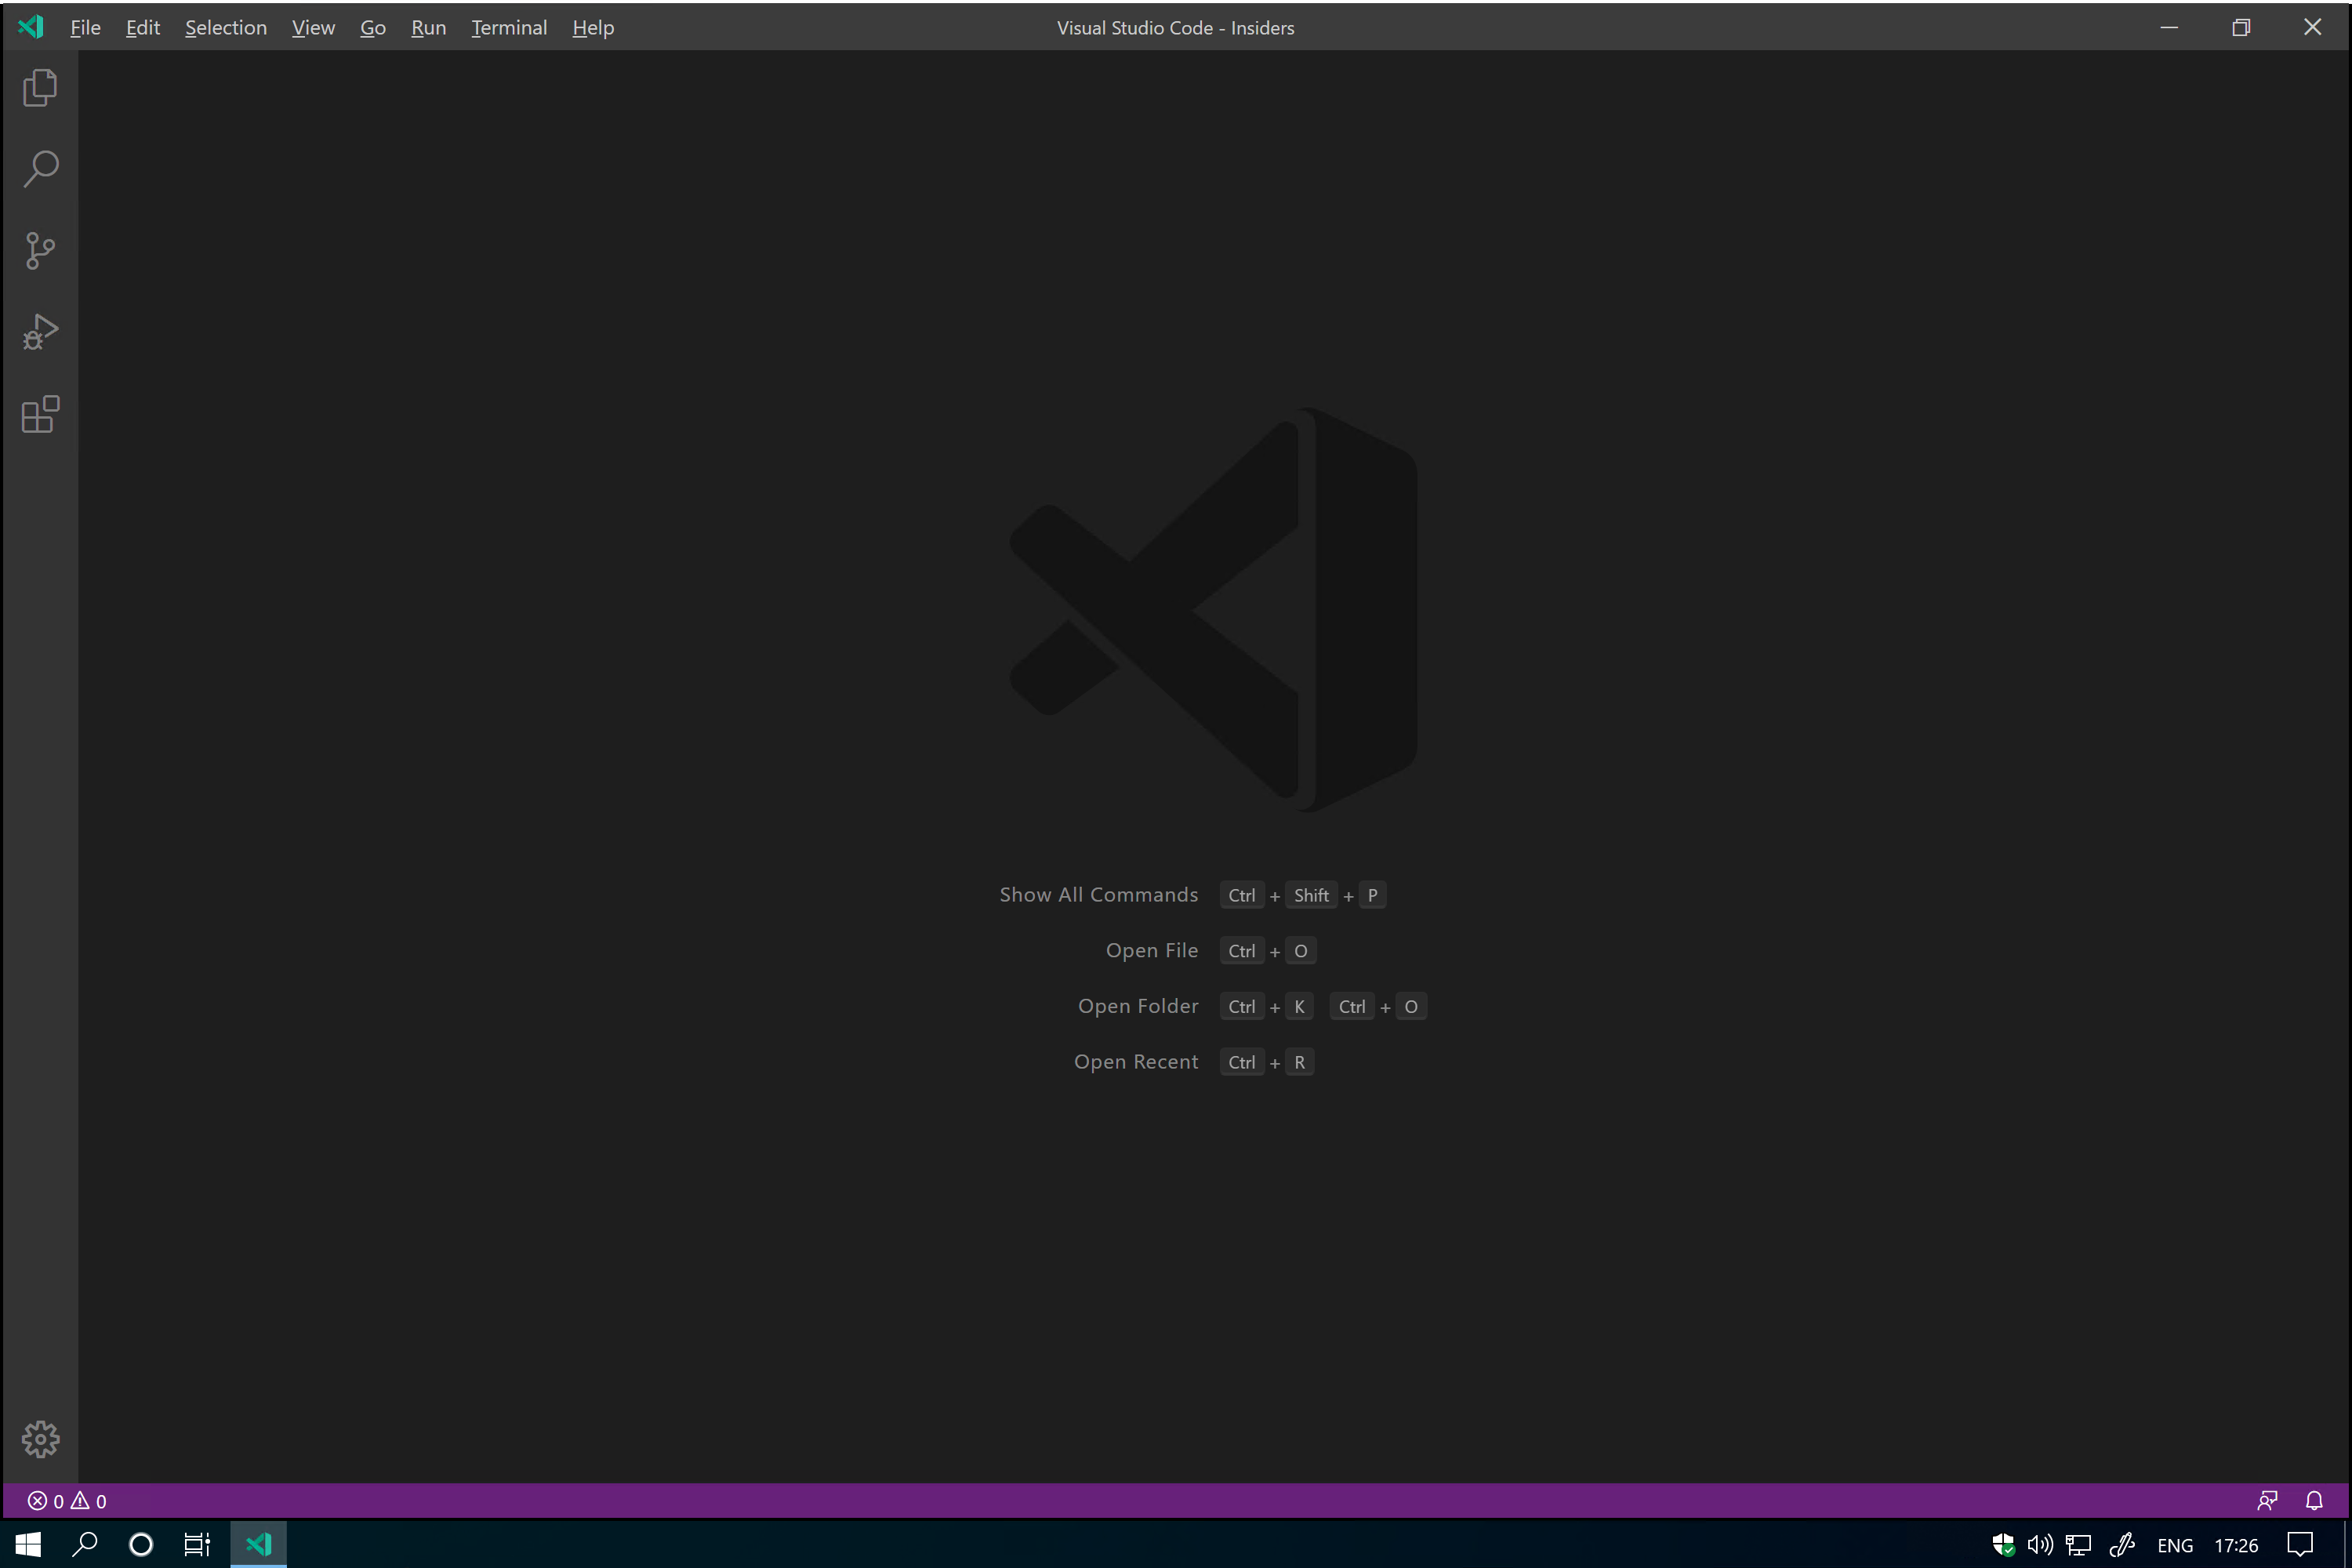 File Edit Selection View Go Run Terminal Help Visual Studio Code - Insiders
Show All Commands Ctrl + Shift + P
Open File Ctrl + O
Open Folder Ctrl + K Ctrl + O
Open Recent Ctrl + R
0 0
ENG 17:26